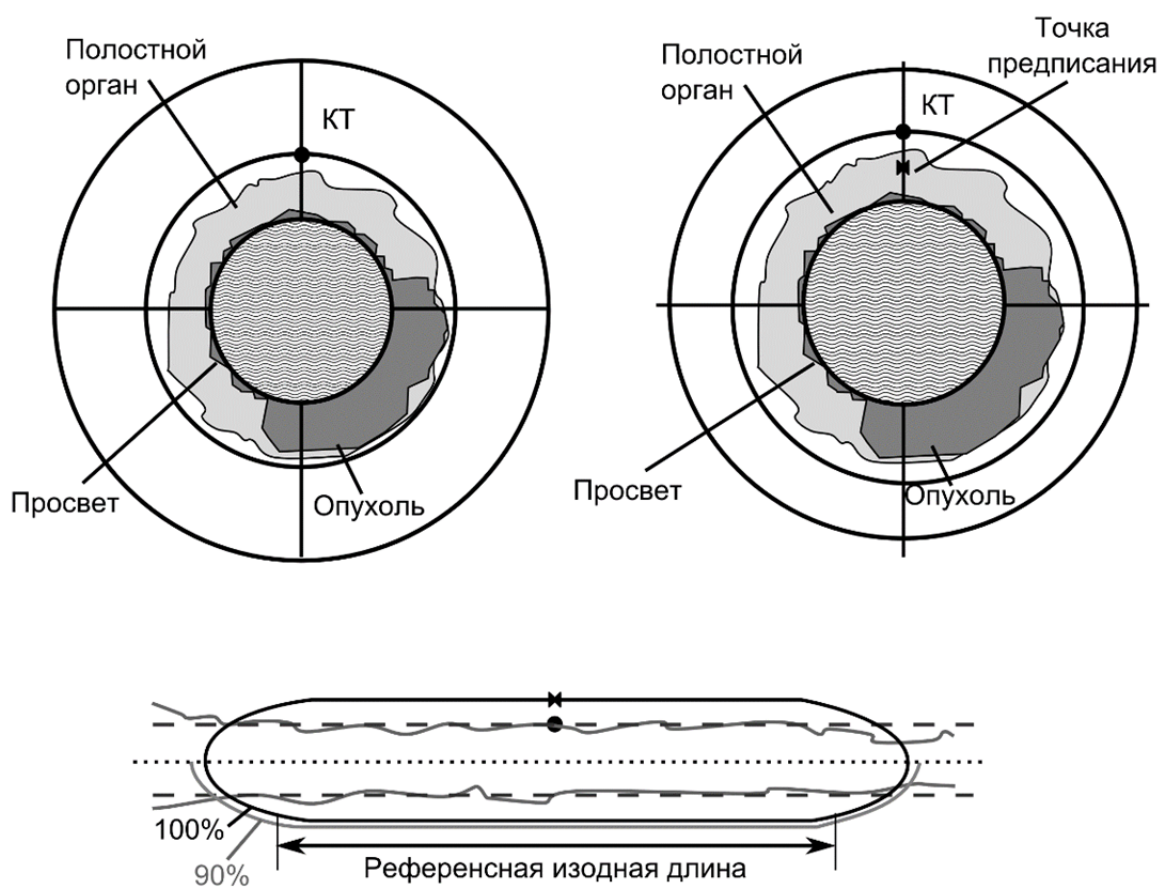 Полостной
орган
КТ
Просвет
Опухоль
Полостной
орган
Точка
предписания
КТ
Просвет
Опухоль
100%
90%
Референсная изодная длина